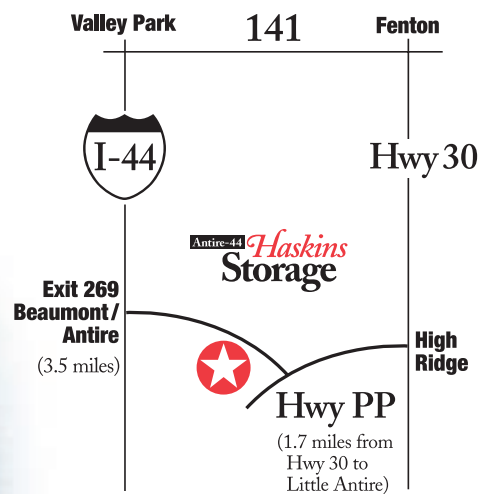 Valley Park
141
Fenton
I-44
Hwy 30
Antire-44 Haskins
Storage
Exit 269
Beaumont/
Antire
(3.5 miles)
High
Ridge
Hwy PP
(1.7 miles from
Hwy 30 to
Little Antire)